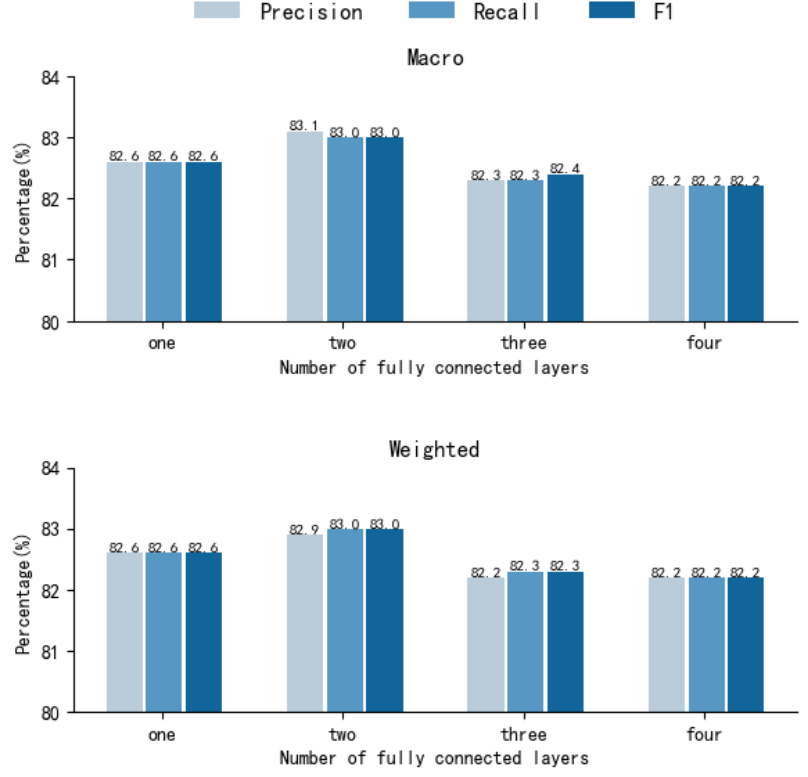 Precision Recall F1
Macro
84
83
82
81
80
Percentage(%)
82.6 82.6 82.6
83.1 83.0 83.0
82.3 82.3 82.4
82.2 82.2 82.2
one two three four
Number of fully connected layers
Weighted
84
83
82
81
80
Percentage(%)
82.6 82.6 82.6
82.9 83.0 83.0
82.2 82.3 82.3
82.2 82.2 82.2
one two three four
Number of fully connected layers